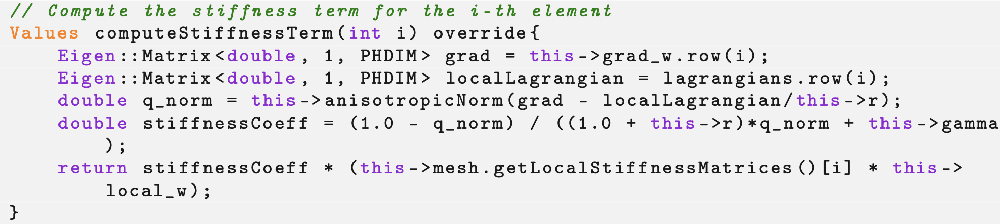 // Compute the stiffness term for the i-th element
Values computeStiffnessTerm(int i) override{
    Eigen::Matrix<double, 1, PHDIM> grad = this->grad_w.row(i);
    Eigen::Matrix<double, 1, PHDIM> localLagrangian = lagrangians.row(i);
    double q_norm = this->anisotropicNorm(grad - localLagrangian/this->r);
    double stiffnessCoeff = (1.0 - q_norm) / ((1.0 + this->r)*q_norm + this->gamma
        );
    return stiffnessCoeff * (this->mesh.getLocalStiffnessMatrices()[i] * this->
        local_w);
}